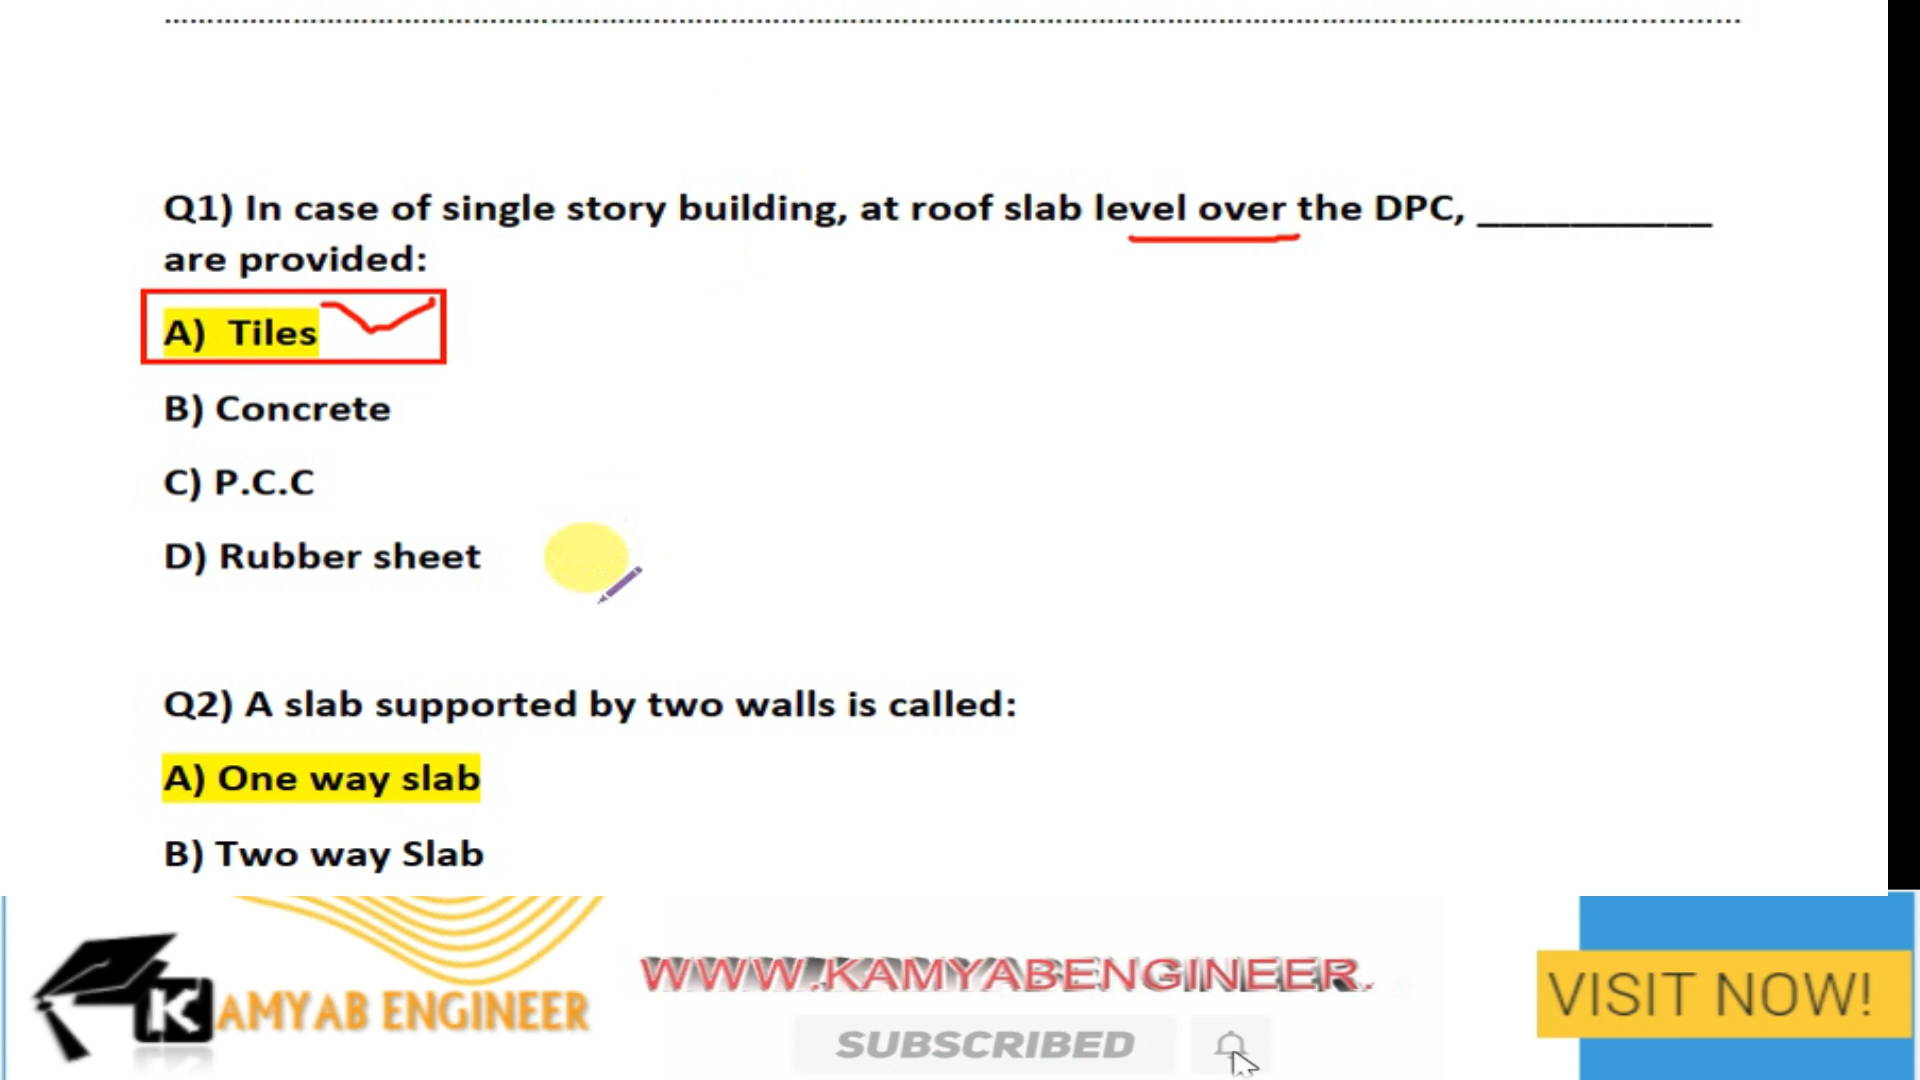 Q1) In case of single story building, at roof slab level over the DPC, ___________
are provided:
A) Tiles
B) Concrete
C) P.C.C
D) Rubber sheet
Q2) A slab supported by two walls is called:
A) One way slab
B) Two way Slab
KAMYAB ENGINEER
WWW.KAMYABENGINEER.
SUBSCRIBED
VISIT NOW!